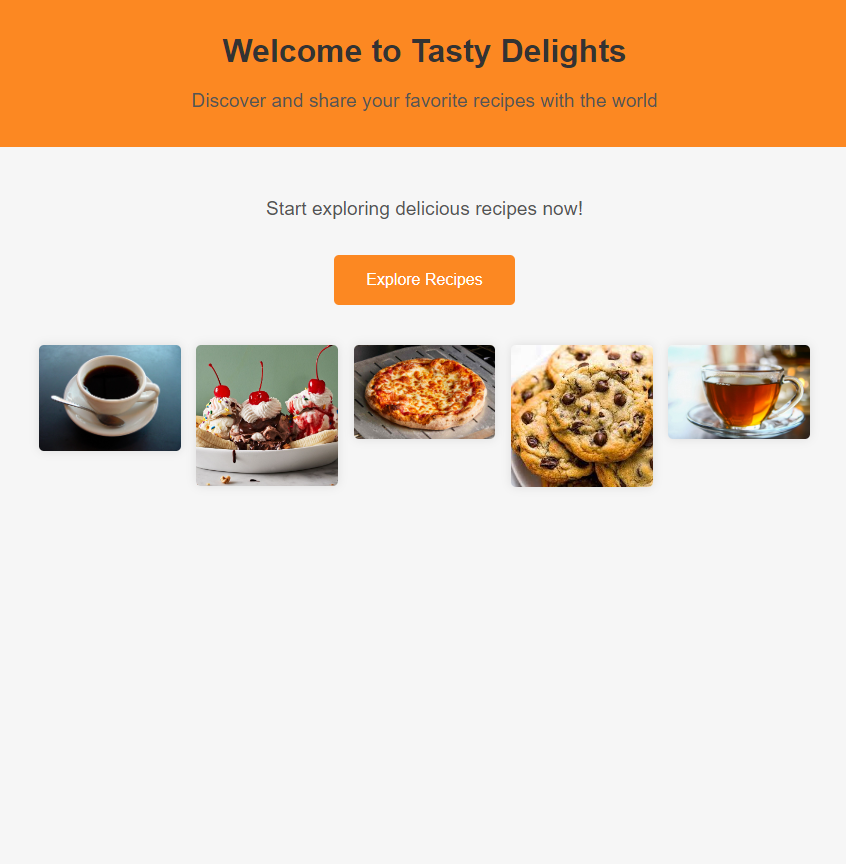 Welcome to Tasty Delights
Discover and share your favorite recipes with the world
Start exploring delicious recipes now!
Explore Recipes